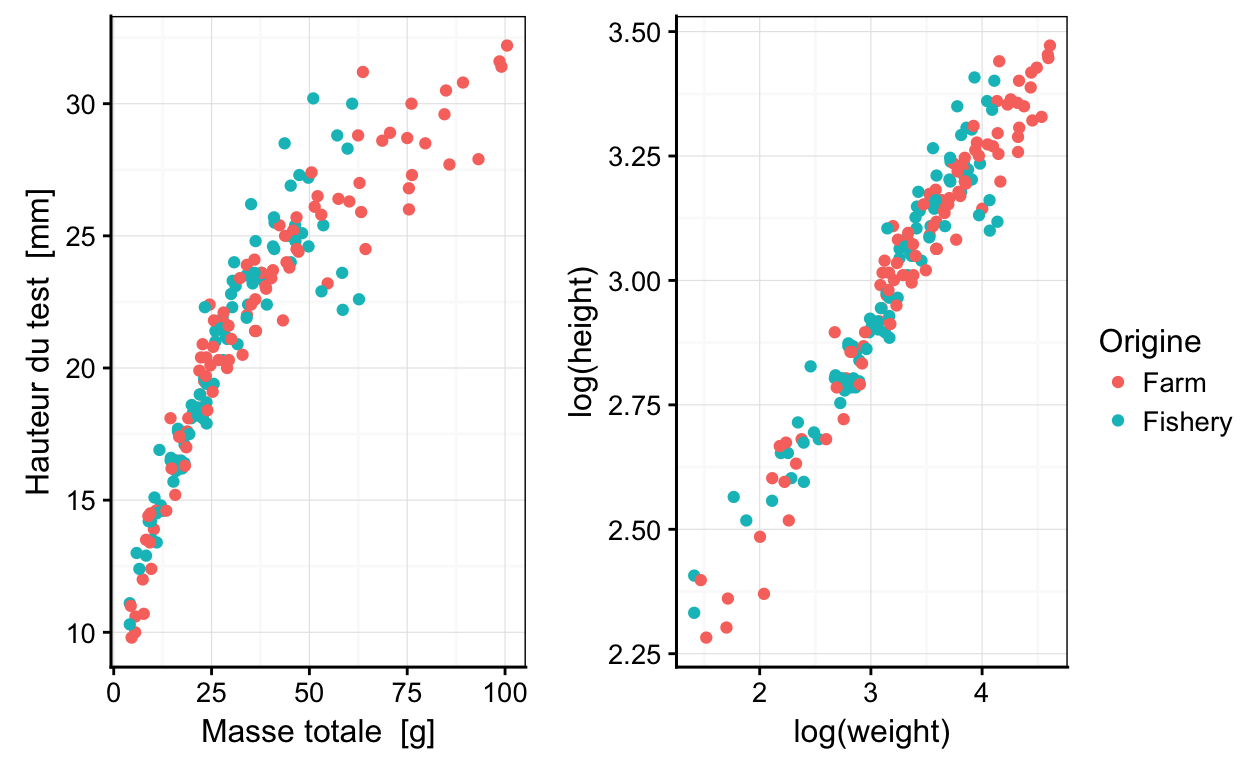 Hauteur du test [mm]
30
25
20
15
10
0 25 50 75 100
Masse totale [g]
log(height)
3.50
3.25
3.00
2.75
2.50
2.25
2 3 4
log(weight)
Origine
Farm
Fishery